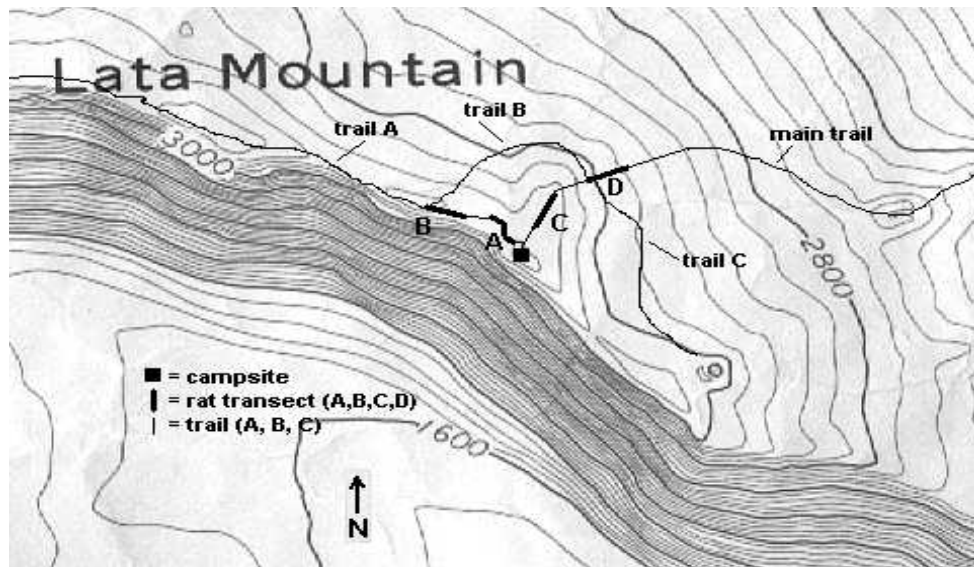 Lata Mountain
trail B
trail A
main trail
3000
D
B
A
C
2800
trail C
= campsite
= rat transect (A,B,C,D)
= trail (A, B, C)
1600
N